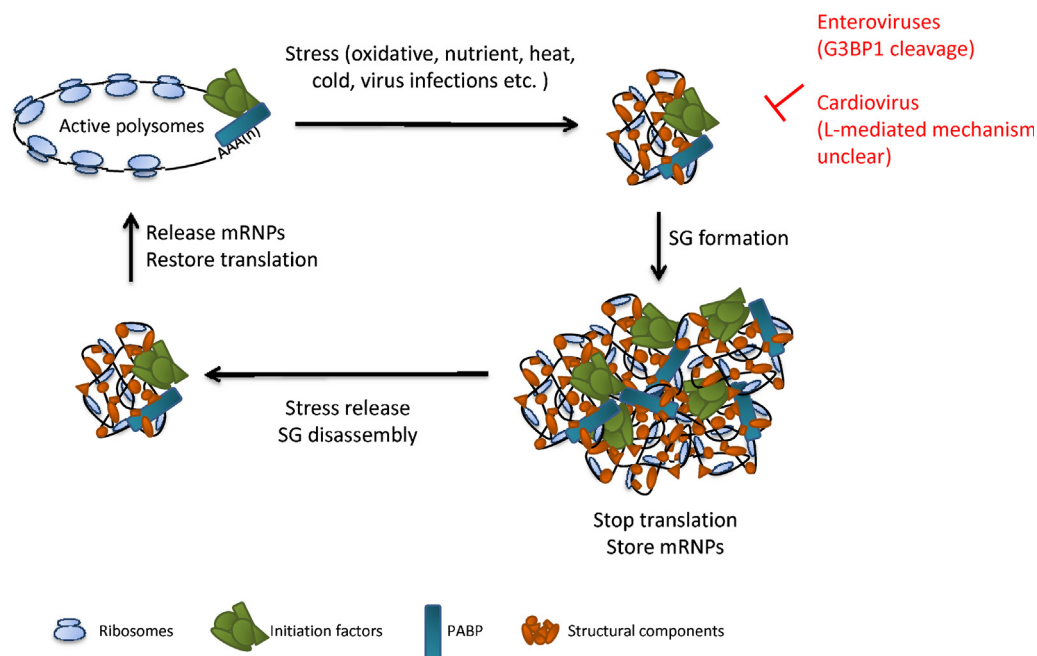 Stress (oxidative, nutrient, heat,
cold, virus infections etc. )
Enteroviruses
(G3BP1 cleavage)
Cardiovirus
(L-mediated mechanism
unclear)
Active polysomes
AAA(n)
Release mRNPs
Restore translation
SG formation
Stress release
SG disassembly
Stop translation
Store mRNPs
Ribosomes
Initiation factors
PABP
Structural components